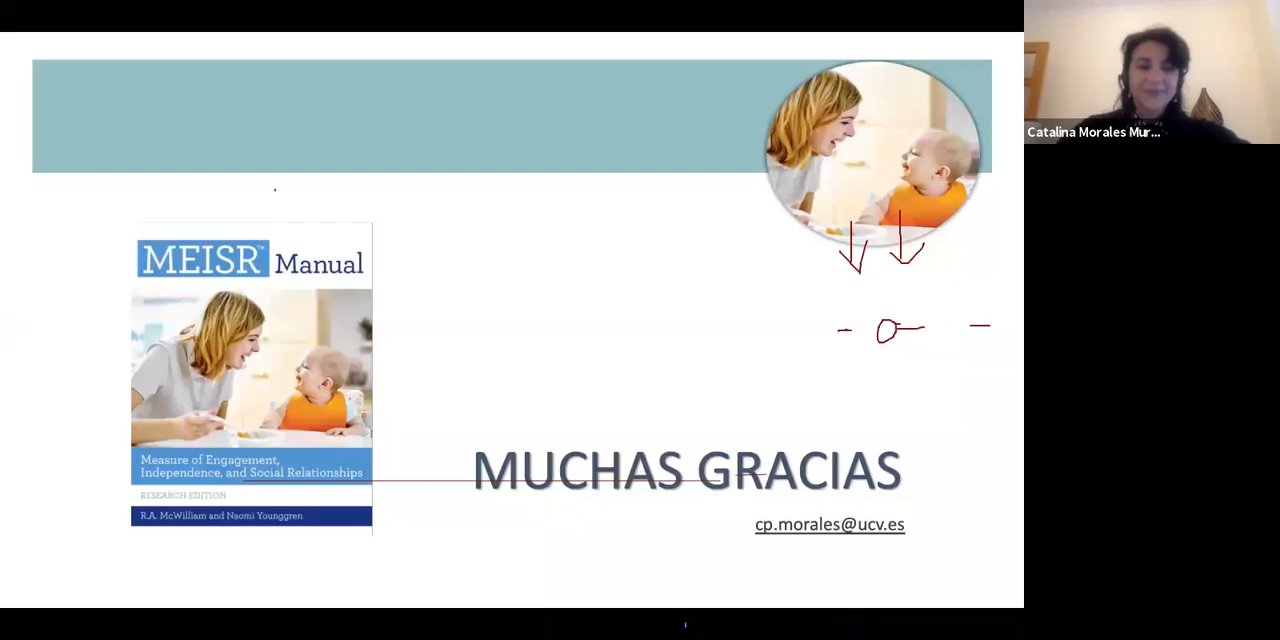 Catalina Morales Mur...
MEISR™ Manual
Measure of Engagement,
Independence, and Social Relationships
RESEARCH EDITION
R.A. McWilliam and Naomi Younggren
MUCHAS GRACIAS
cp.morales@ucv.es